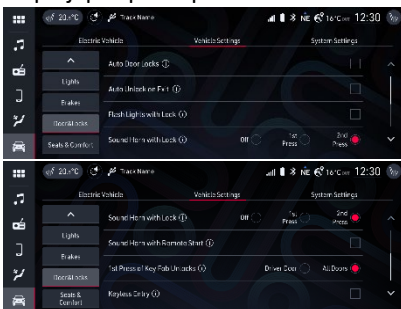 20.5°C Track Name NE 16°C 12:30
Electric Vehicle Vehicle Settings System Settings
Auto Door Locks
Lights
Auto Unlock on Exit
Brakes
Flash Lights with Lock
Door&Locks
Seats & Comfort
Sound Horn with Lock Off 1st Press 2nd Press
Track Name NE 16°C 12:30
Electric Vehicle Vehicle Settings System Settings
Sound Horn with Lock Off 1st Press 2nd Press
Lights
Sound Horn with Remote Start
Brakes
1st Press of Key Fob Unlocks Driver Door All Doors
Door&Locks
Seats & Comfort
Keyless Entry